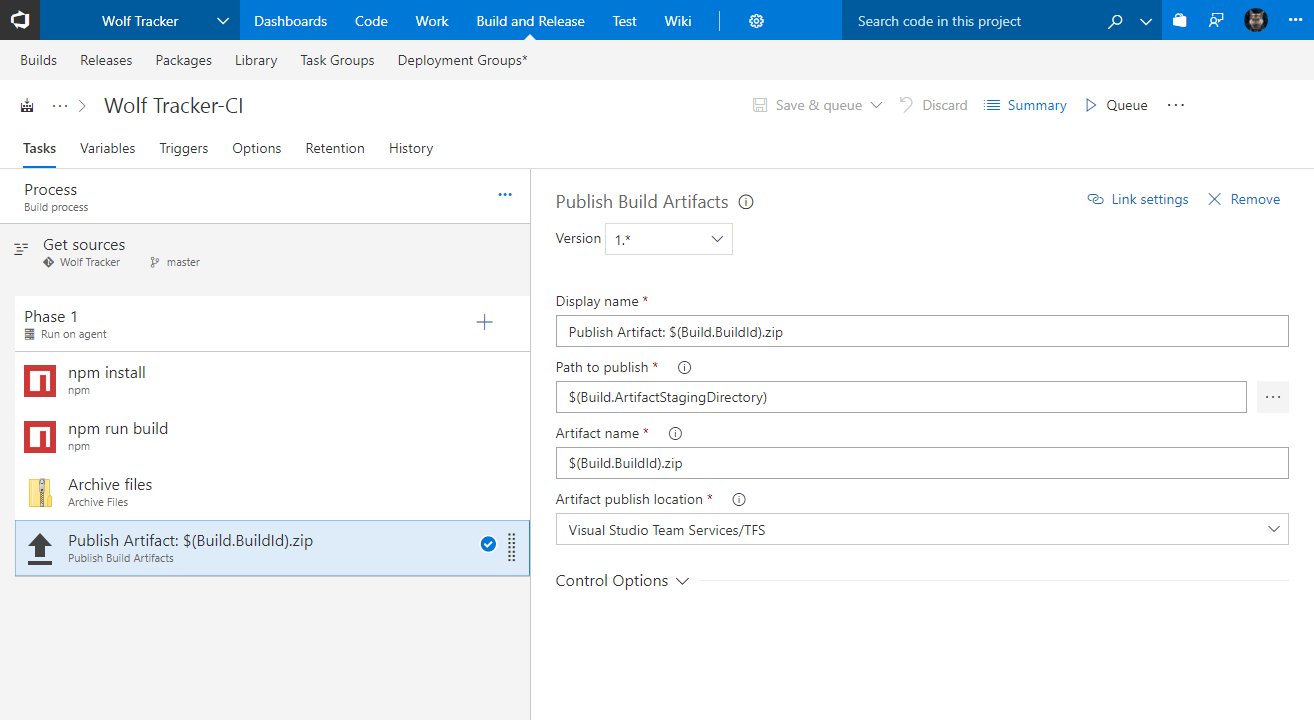 Wolf Tracker Dashboards Code Work Build and Release Test Wiki Search code in this project
Builds Releases Packages Library Task Groups Deployment Groups*
Wolf Tracker-CI Save & queue Discard Summary Queue
Tasks Variables Triggers Options Retention History
Process
Build process
Get sources
Wolf Tracker master
Phase 1
Run on agent
npm install
npm
npm run build
npm
Archive files
Archive Files
Publish Artifact: $(Build.BuildId).zip
Publish Build Artifacts
Publish Build Artifacts Link settings Remove
Version 1.*
Display name *
Publish Artifact: $(Build.BuildId).zip
Path to publish *
$(Build.ArtifactStagingDirectory)
Artifact name *
$(Build.BuildId).zip
Artifact publish location *
Visual Studio Team Services/TFS
Control Options